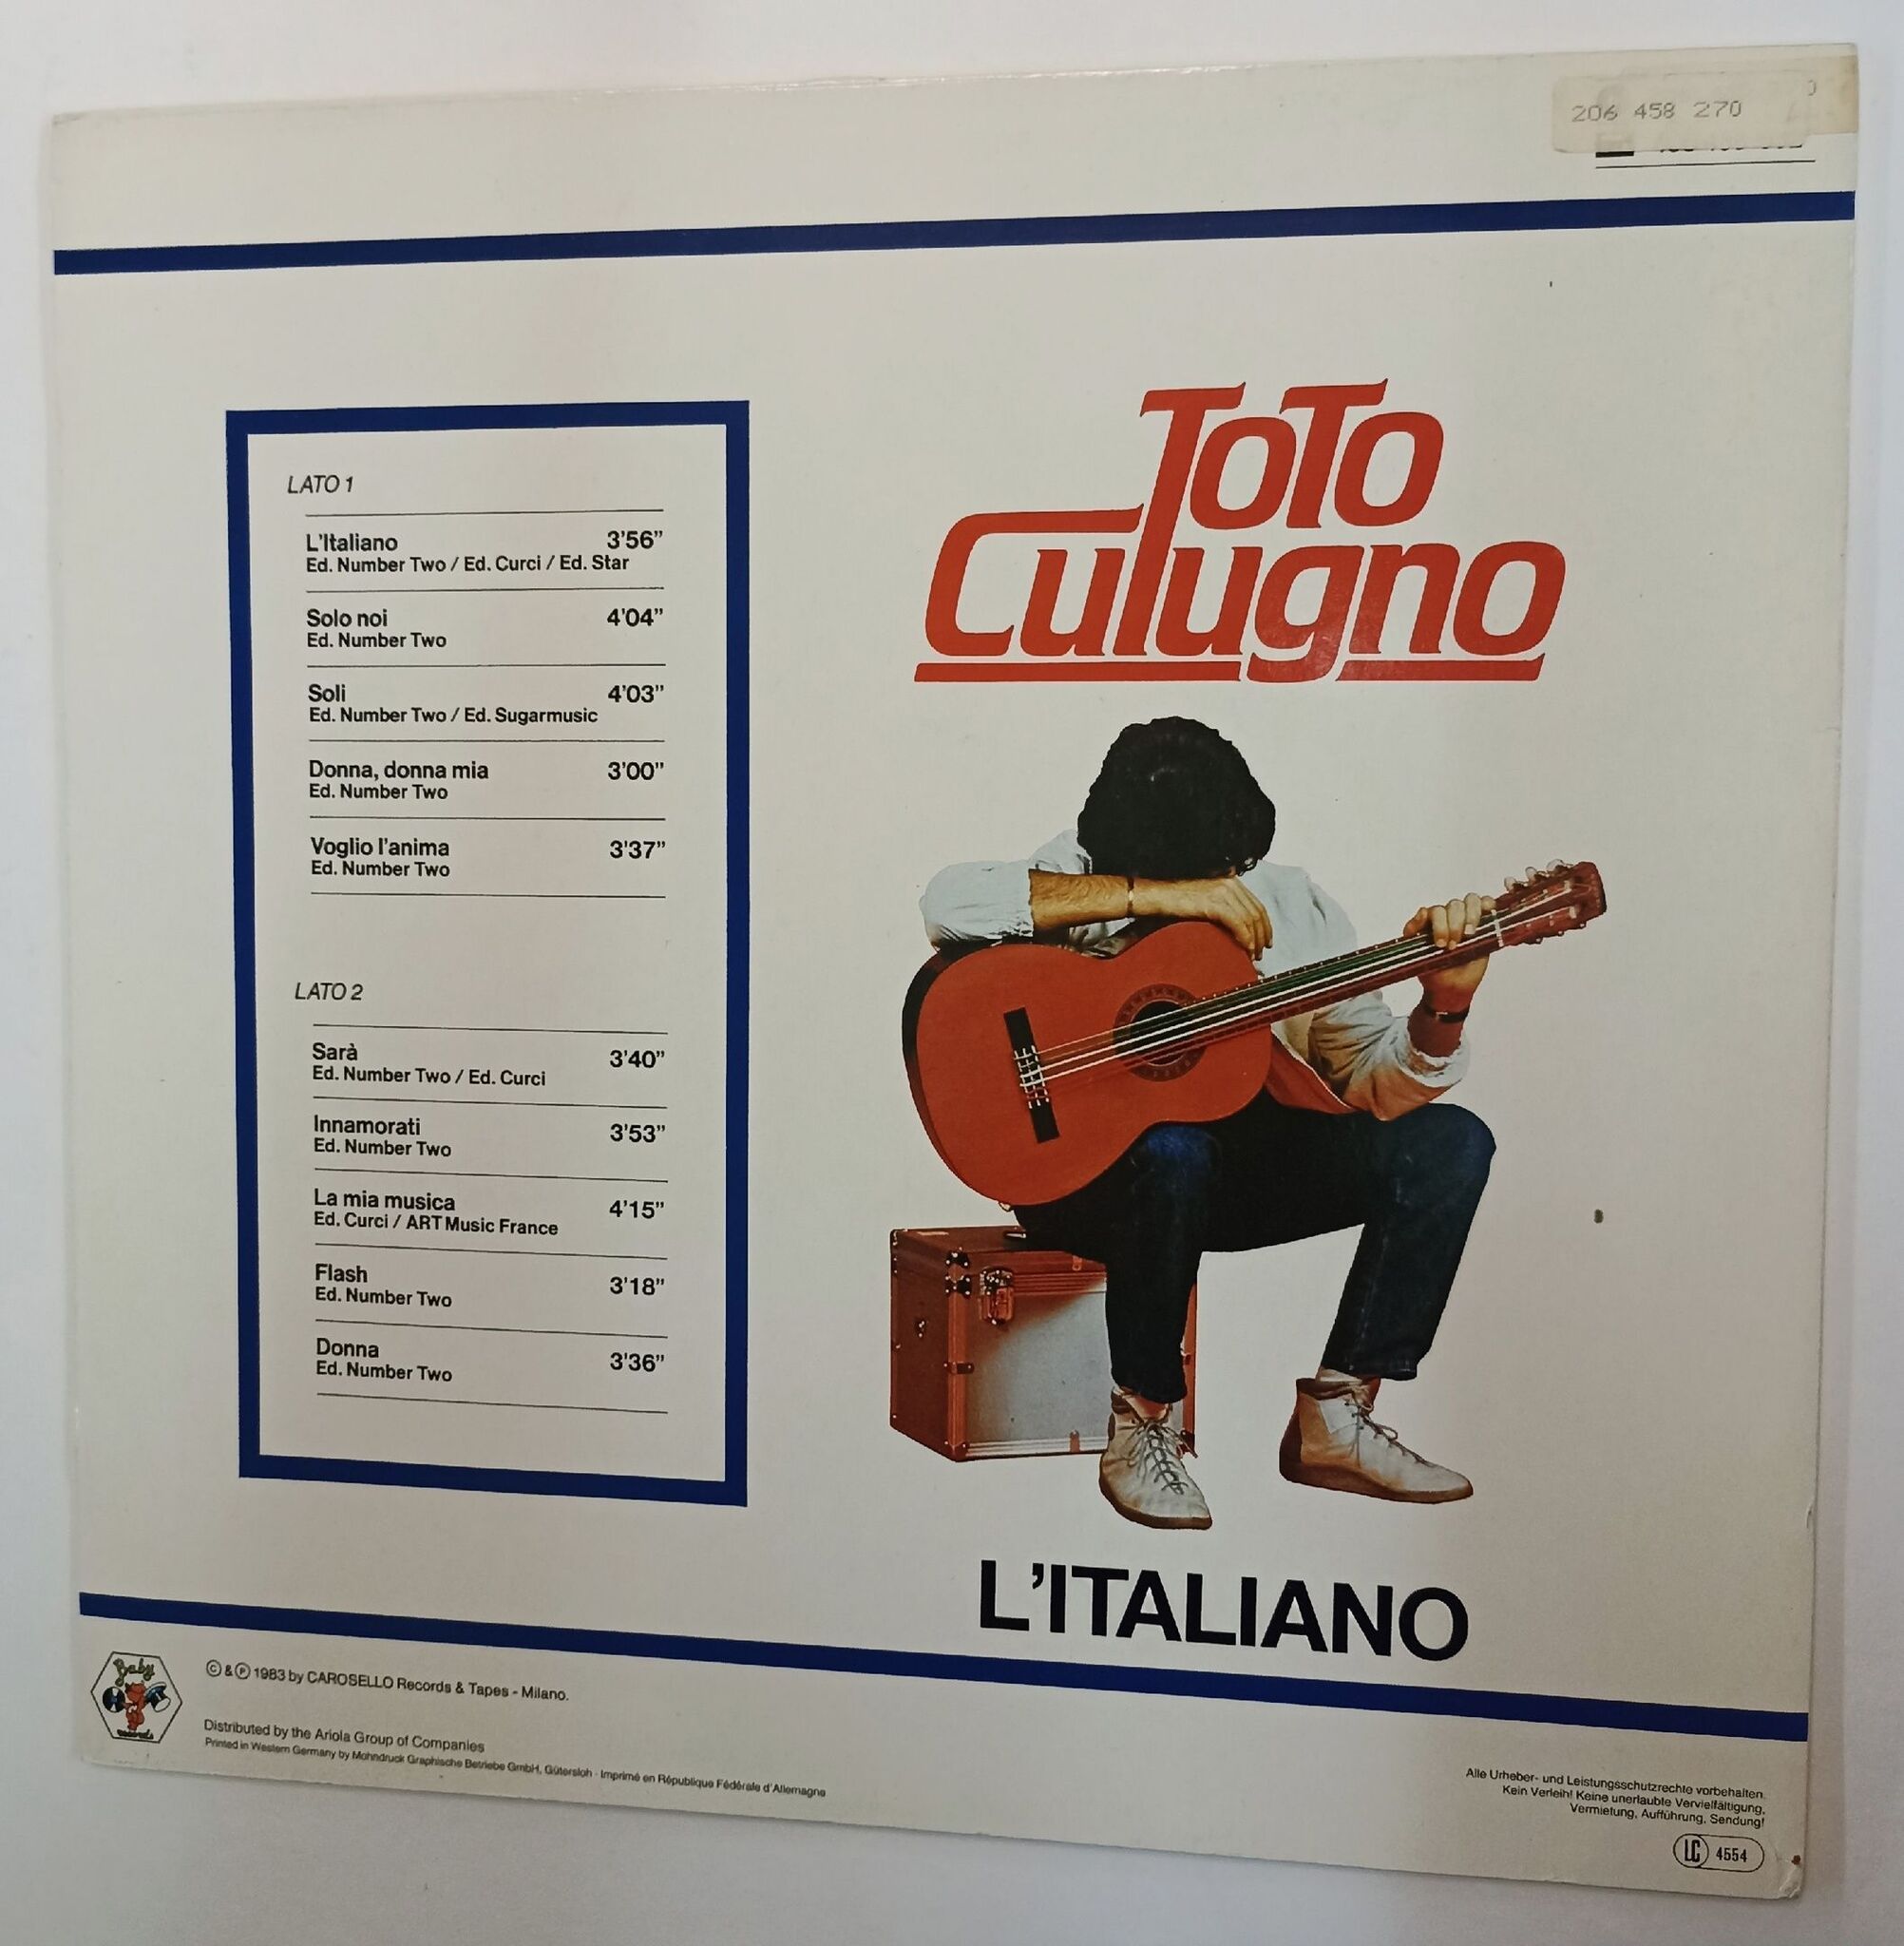 206 458 270
LATO 1
L'Italiano 3'56"
Ed. Number Two / Ed. Curci / Ed. Star
Solo noi 4'04"
Ed. Number Two
Soli 4'03"
Ed. Number Two / Ed. Sugarmusic
Donna, donna mia 3'00"
Ed. Number Two
Voglio l'anima 3'37"
Ed. Number Two
LATO 2
Sarà 3'40"
Ed. Number Two / Ed. Curci
Innamorati 3'53"
Ed. Number Two
La mia musica 4'15"
Ed. Curci / ART Music France
Flash 3'18"
Ed. Number Two
Donna 3'36"
Ed. Number Two
ToTo
Cutugno
L'ITALIANO
Baby
records
© & ℗ 1983 by CAROSELLO Records & Tapes - Milano.
Distributed by the Ariola Group of Companies
Printed in Western Germany by Mohndruck Graphische Betriebe GmbH, Gütersloh · Imprimé en République Fédérale d'Allemagne
Alle Urheber- und Leistungsschutzrechte vorbehalten.
Kein Verleih! Keine unerlaubte Vervielfältigung,
Vermietung, Aufführung, Sendung!
LC 4554